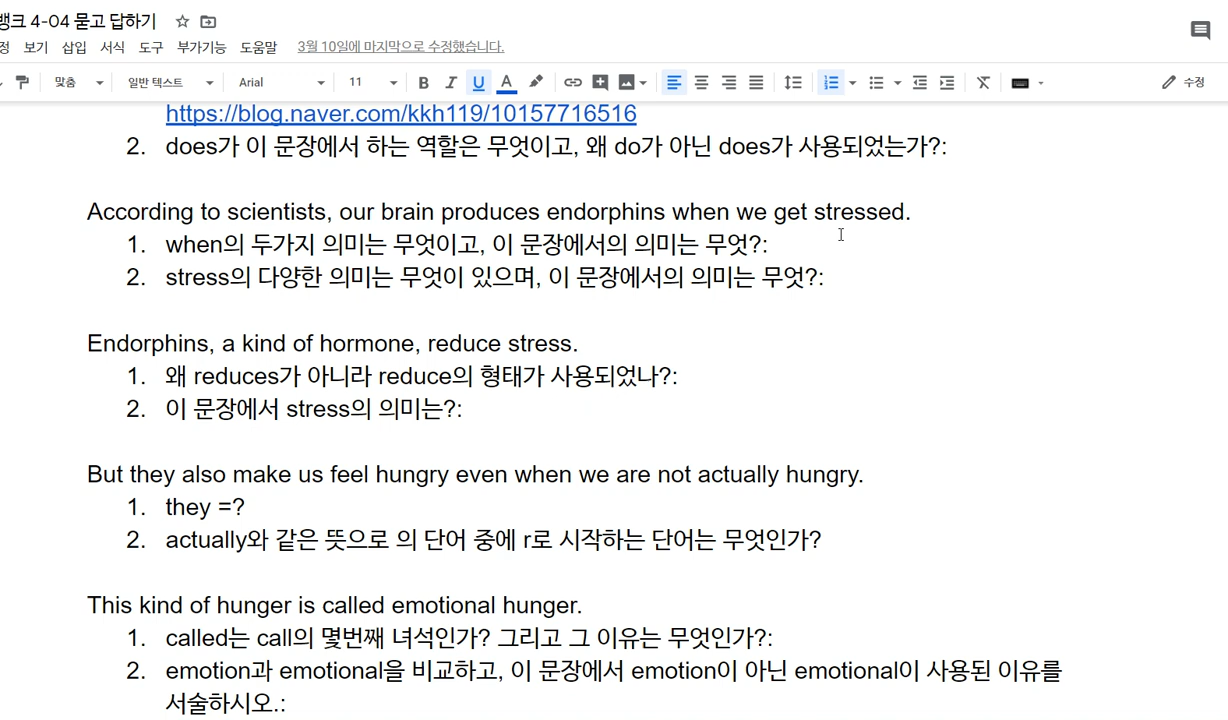 뱅크 4-04 묻고 답하기
정 보기 삽입 서식 도구 부가기능 도움말 3월 10일에 마지막으로 수정했습니다.
맞춤 일반 텍스트 Arial 11 B I U A 수정
https://blog.naver.com/kkh119/10157716516
2. does가 이 문장에서 하는 역할은 무엇이고, 왜 do가 아닌 does가 사용되었는가?:
According to scientists, our brain produces endorphins when we get stressed.
1. when의 두가지 의미는 무엇이고, 이 문장에서의 의미는 무엇?:
2. stress의 다양한 의미는 무엇이 있으며, 이 문장에서의 의미는 무엇?:
Endorphins, a kind of hormone, reduce stress.
1. 왜 reduces가 아니라 reduce의 형태가 사용되었나?:
2. 이 문장에서 stress의 의미는?:
But they also make us feel hungry even when we are not actually hungry.
1. they =?
2. actually와 같은 뜻으로 의 단어 중에 r로 시작하는 단어는 무엇인가?
This kind of hunger is called emotional hunger.
1. called는 call의 몇번째 녀석인가? 그리고 그 이유는 무엇인가?:
2. emotion과 emotional을 비교하고, 이 문장에서 emotion이 아닌 emotional이 사용된 이유를
서술하시오.: